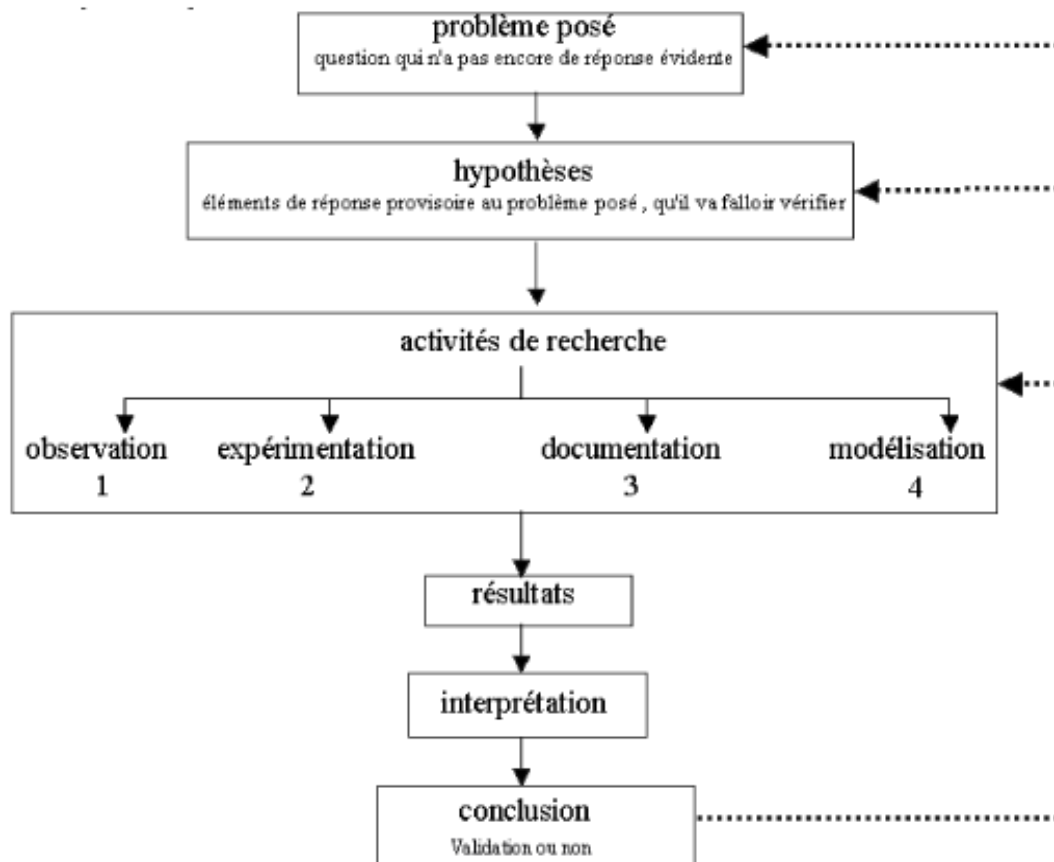 problème posé
question qui n'a pas encore de réponse évidente
hypothèses
éléments de réponse provisoire au problème posé , qu'il va falloir vérifier
activités de recherche
observation expérimentation documentation modélisation
1 2 3 4
résultats
interprétation
conclusion
Validation ou non